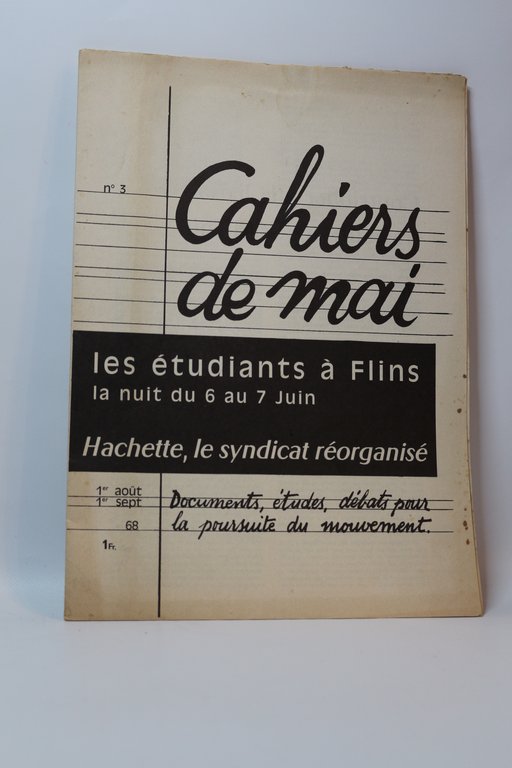 n° 3
Cahiers
de mai
les étudiants à Flins
la nuit du 6 au 7 Juin
Hachette, le syndicat réorganisé
1er août
1er sept
68
1Fr.
Documents, études, débats pour
la poursuite du mouvement.